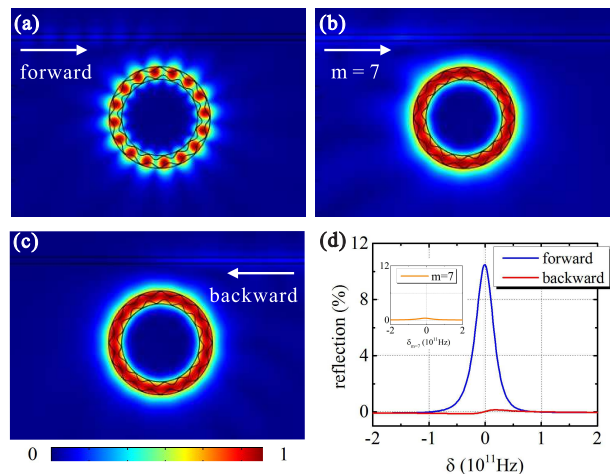 (a)
forward
(b)
m = 7
(c)
backward
0
1
(d)
12
8
4
0
reflection (%)
forward
backward
12
0
m=7
-2
0
2
δm=7 (10¹¹Hz)
-2
-1
0
1
2
δ (10¹¹Hz)